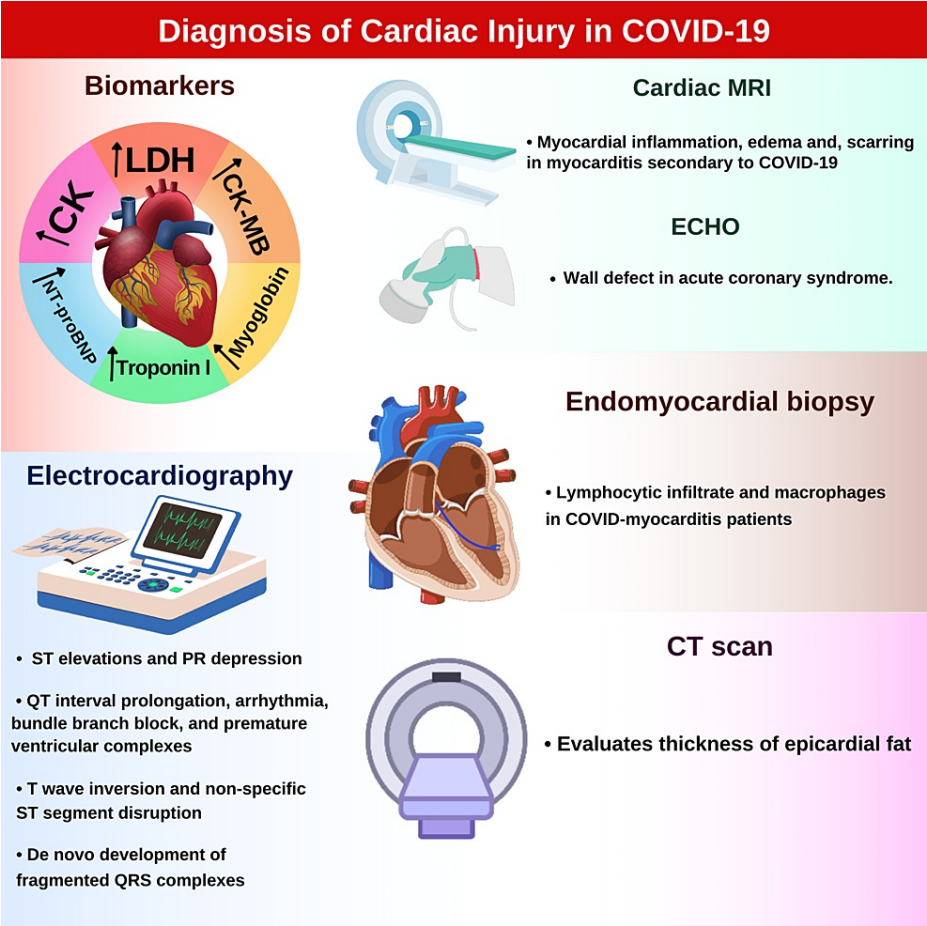 Diagnosis of Cardiac Injury in COVID-19
Biomarkers
↑LDH
↑CK-MB
↑Myoglobin
↑Troponin I
↑NT-proBNP
↑CK
Electrocardiography
• ST elevations and PR depression
• QT interval prolongation, arrhythmia,
bundle branch block, and premature
ventricular complexes
• T wave inversion and non-specific
ST segment disruption
• De novo development of
fragmented QRS complexes
Cardiac MRI
• Myocardial inflammation, edema and, scarring
in myocarditis secondary to COVID-19
ECHO
• Wall defect in acute coronary syndrome.
Endomyocardial biopsy
• Lymphocytic infiltrate and macrophages
in COVID-myocarditis patients
CT scan
• Evaluates thickness of epicardial fat